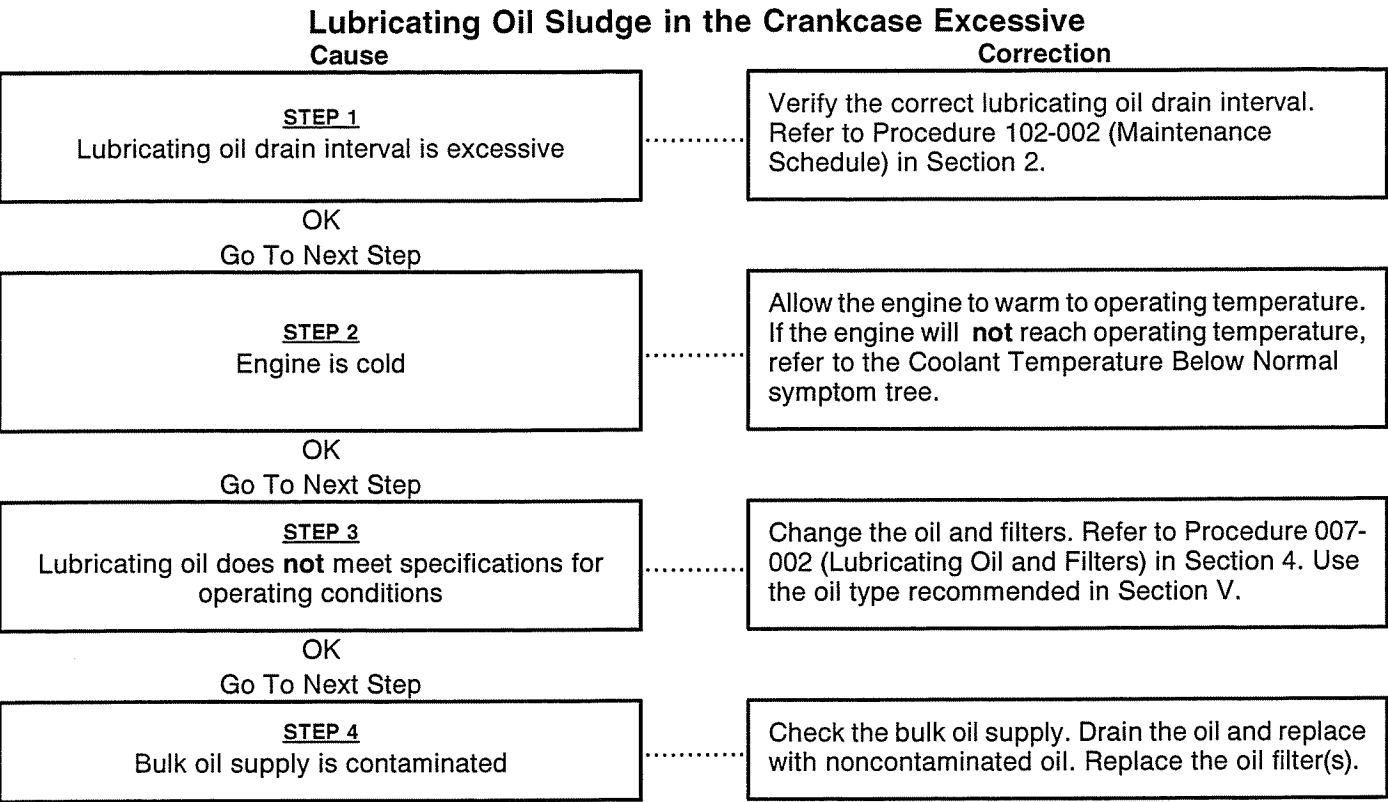 Lubricating Oil Sludge in the Crankcase Excessive
Cause
Correction
STEP 1
Lubricating oil drain interval is excessive
Verify the correct lubricating oil drain interval.
Refer to Procedure 102-002 (Maintenance
Schedule) in Section 2.
OK
Go To Next Step
STEP 2
Engine is cold
Allow the engine to warm to operating temperature.
If the engine will not reach operating temperature,
refer to the Coolant Temperature Below Normal
symptom tree.
OK
Go To Next Step
STEP 3
Lubricating oil does not meet specifications for
operating conditions
Change the oil and filters. Refer to Procedure 007-
002 (Lubricating Oil and Filters) in Section 4. Use
the oil type recommended in Section V.
OK
Go To Next Step
STEP 4
Bulk oil supply is contaminated
Check the bulk oil supply. Drain the oil and replace
with noncontaminated oil. Replace the oil filter(s).